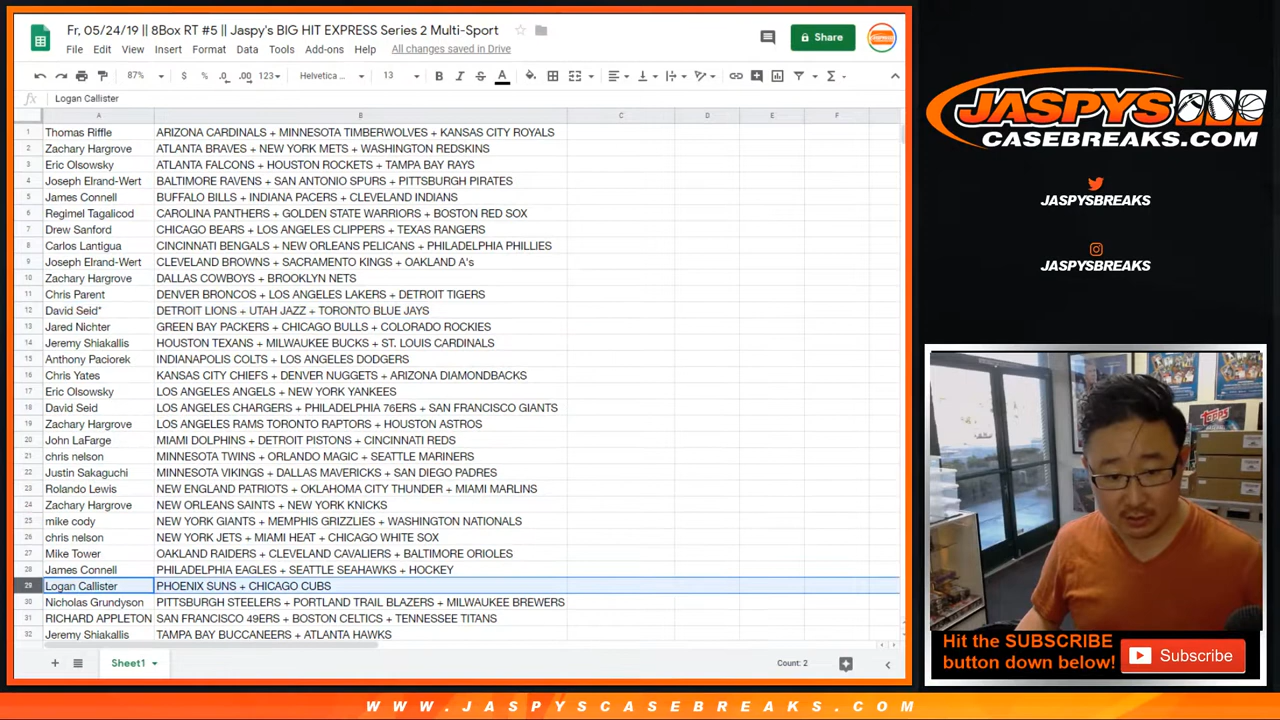 Fr, 05/24/19 || 8Box RT #5 || Jaspy's BIG HIT EXPRESS Series 2 Multi-Sport
Share
File Edit View Insert Format Data Tools Add-ons Help All changes saved in Drive
87% $ % .0 .00 123 Helvetica ... 13 B I S A
fx Logan Callister
A B C D E F
1 Thomas Riffle ARIZONA CARDINALS + MINNESOTA TIMBERWOLVES + KANSAS CITY ROYALS
2 Zachary Hargrove ATLANTA BRAVES + NEW YORK METS + WASHINGTON REDSKINS
3 Eric Olsowsky ATLANTA FALCONS + HOUSTON ROCKETS + TAMPA BAY RAYS
4 Joseph Elrand-Wert BALTIMORE RAVENS + SAN ANTONIO SPURS + PITTSBURGH PIRATES
5 James Connell BUFFALO BILLS + INDIANA PACERS + CLEVELAND INDIANS
6 Regimel Tagalicod CAROLINA PANTHERS + GOLDEN STATE WARRIORS + BOSTON RED SOX
7 Drew Sanford CHICAGO BEARS + LOS ANGELES CLIPPERS + TEXAS RANGERS
8 Carlos Lantigua CINCINNATI BENGALS + NEW ORLEANS PELICANS + PHILADELPHIA PHILLIES
9 Joseph Elrand-Wert CLEVELAND BROWNS + SACRAMENTO KINGS + OAKLAND A's
10 Zachary Hargrove DALLAS COWBOYS + BROOKLYN NETS
11 Chris Parent DENVER BRONCOS + LOS ANGELES LAKERS + DETROIT TIGERS
12 David Seid* DETROIT LIONS + UTAH JAZZ + TORONTO BLUE JAYS
13 Jared Nichter GREEN BAY PACKERS + CHICAGO BULLS + COLORADO ROCKIES
14 Jeremy Shiakallis HOUSTON TEXANS + MILWAUKEE BUCKS + ST. LOUIS CARDINALS
15 Anthony Paciorek INDIANAPOLIS COLTS + LOS ANGELES DODGERS
16 Chris Yates KANSAS CITY CHIEFS + DENVER NUGGETS + ARIZONA DIAMONDBACKS
17 Eric Olsowsky LOS ANGELES ANGELS + NEW YORK YANKEES
18 David Seid LOS ANGELES CHARGERS + PHILADELPHIA 76ERS + SAN FRANCISCO GIANTS
19 Zachary Hargrove LOS ANGELES RAMS TORONTO RAPTORS + HOUSTON ASTROS
20 John LaFarge MIAMI DOLPHINS + DETROIT PISTONS + CINCINNATI REDS
21 chris nelson MINNESOTA TWINS + ORLANDO MAGIC + SEATTLE MARINERS
22 Justin Sakaguchi MINNESOTA VIKINGS + DALLAS MAVERICKS + SAN DIEGO PADRES
23 Rolando Lewis NEW ENGLAND PATRIOTS + OKLAHOMA CITY THUNDER + MIAMI MARLINS
24 Zachary Hargrove NEW ORLEANS SAINTS + NEW YORK KNICKS
25 mike cody NEW YORK GIANTS + MEMPHIS GRIZZLIES + WASHINGTON NATIONALS
26 chris nelson NEW YORK JETS + MIAMI HEAT + CHICAGO WHITE SOX
27 Mike Tower OAKLAND RAIDERS + CLEVELAND CAVALIERS + BALTIMORE ORIOLES
28 James Connell PHILADELPHIA EAGLES + SEATTLE SEAHAWKS + HOCKEY
29 Logan Callister PHOENIX SUNS + CHICAGO CUBS
30 Nicholas Grundyson PITTSBURGH STEELERS + PORTLAND TRAIL BLAZERS + MILWAUKEE BREWERS
31 RICHARD APPLETON SAN FRANCISCO 49ERS + BOSTON CELTICS + TENNESSEE TITANS
32 Jeremy Shiakallis TAMPA BAY BUCCANEERS + ATLANTA HAWKS
Sheet1
Count: 2
JASPYS
CASEBREAKS.COM
JASPYSBREAKS
JASPYSBREAKS
TOPPS
Hit the SUBSCRIBE
button down below!
Subscribe
WWW.JASPYSCASEBREAKS.COM